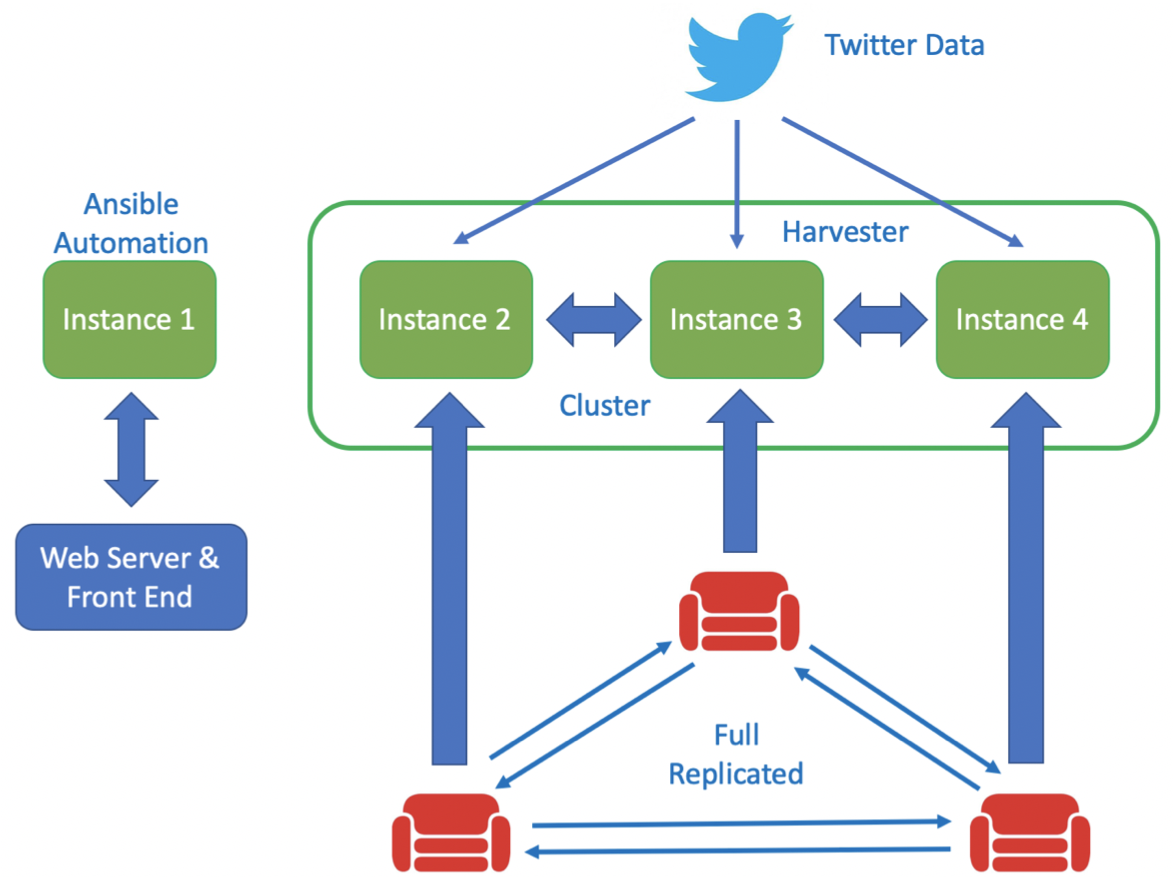 Twitter Data
Ansible
Automation
Harvester
Instance 1
Instance 2
Instance 3
Instance 4
Cluster
Web Server &
Front End
Full
Replicated